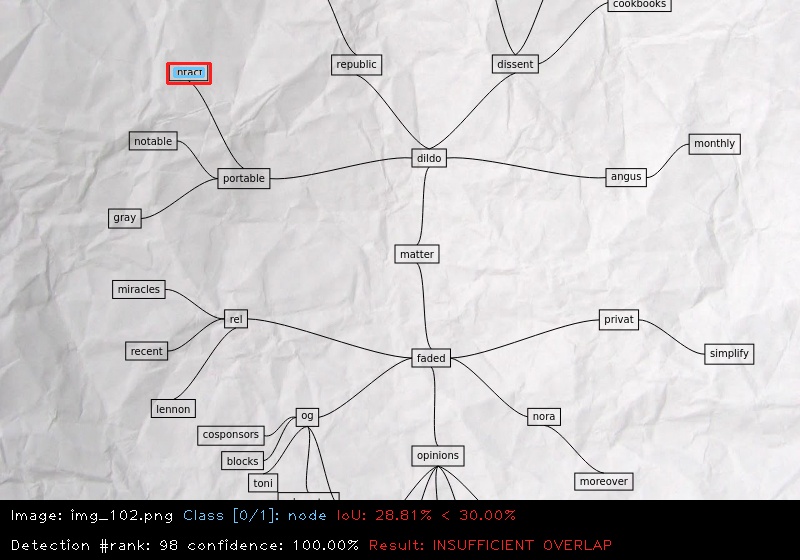 cookbooks
republic
dissent
notable
dildo
monthly
portable
angus
gray
matter
miracles
rel
privat
recent
faded
simplify
lennon
og
nora
cosponsors
opinions
blocks
toni
moreover
Image: img_102.png Class [0/1]: node IoU: 28.81% < 30.00%
Detection #rank: 98 confidence: 100.00% Result: INSUFFICIENT OVERLAP